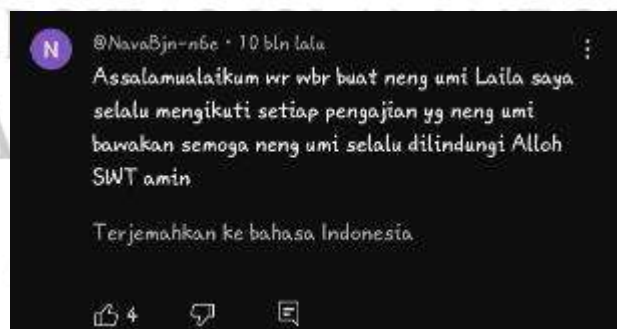 N
@NavaBjn-n6e • 10 bln lalu
Assalamualaikum wr wbr buat neng umi Laila saya
selalu mengikuti setiap pengajian yg neng umi
bawakan semoga neng umi selalu dilindungi Alloh
SWT amin
Terjemahkan ke bahasa Indonesia
4